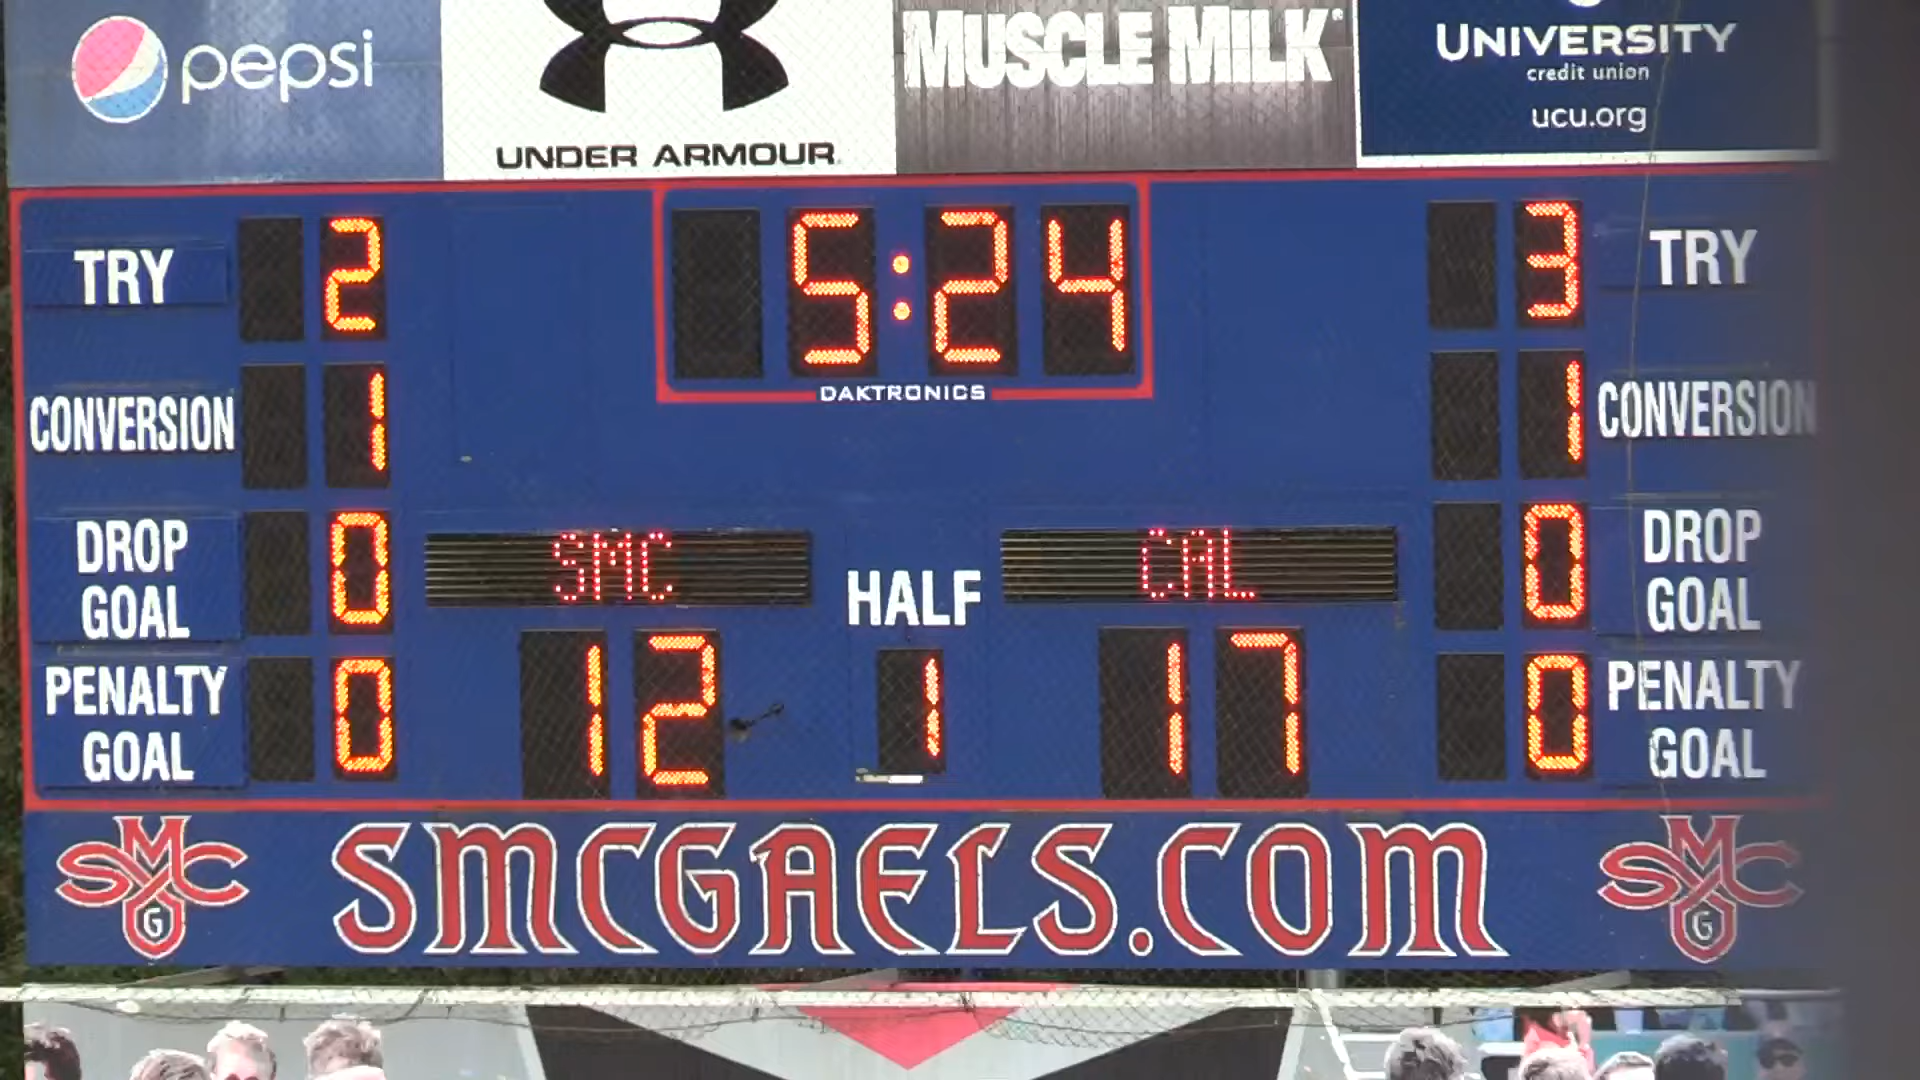 pepsi
UNDER ARMOUR
MUSCLE MILK®
UNIVERSITY
credit union
ucu.org
TRY 2
5:24
3 TRY
DAKTRONICS
CONVERSION 1
1 CONVERSION
DROP GOAL 0
SMC
HALF
CAL
0 DROP GOAL
PENALTY GOAL 0
12
1
17
0 PENALTY GOAL
SMC G
SMCGAELS.COM
SMC G